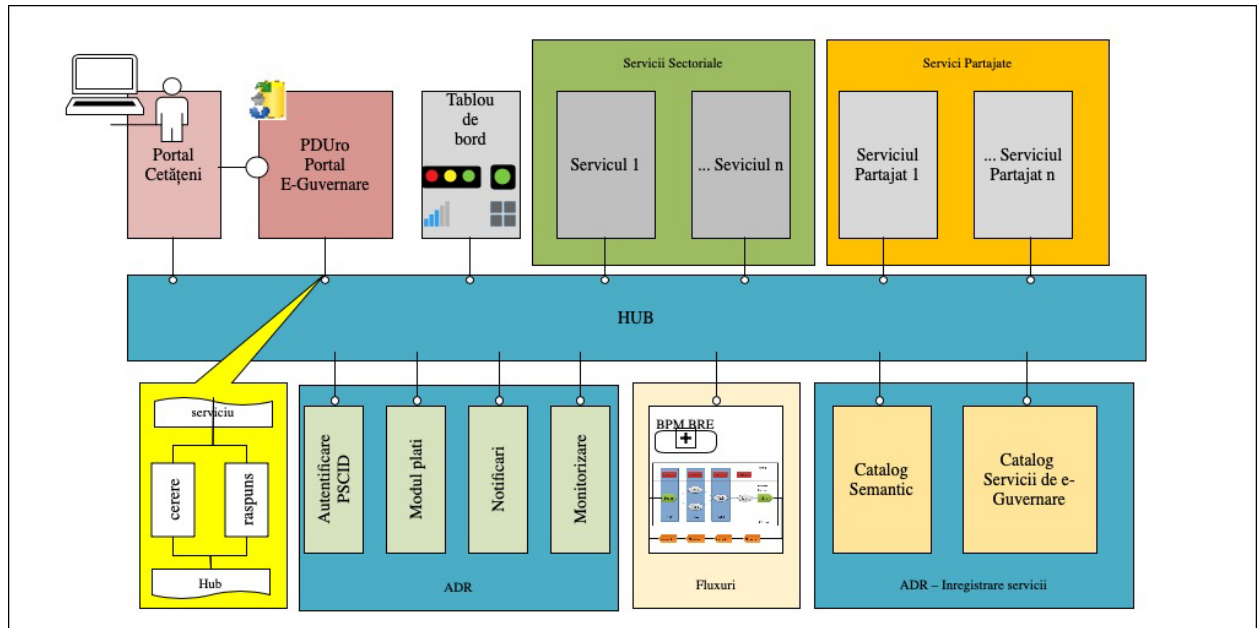 Servicii Sectoriale
Servici Partajate
Portal
Cetățeni
PDUro
Portal
E-Guvernare
Tablou
de
bord
Servicul 1
... Seviciul n
Serviciul
Partajat 1
... Serviciul
Partajat n
HUB
serviciu
cerere
raspuns
Hub
Autentificare
PSCID
Modul plati
Notificari
Monitorizare
ADR
BPM BRE
Fluxuri
Catalog
Semantic
Catalog
Servicii de e-
Guvernare
ADR – Inregistrare servicii